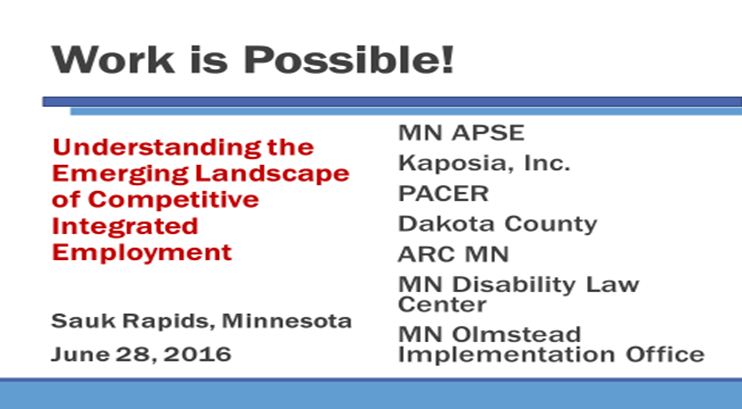 Work is Possible!
Understanding the
Emerging Landscape
of Competitive
Integrated
Employment
Sauk Rapids, Minnesota
June 28, 2016
MN APSE
Kaposia, Inc.
PACER
Dakota County
ARC MN
MN Disability Law
Center
MN Olmstead
Implementation Office